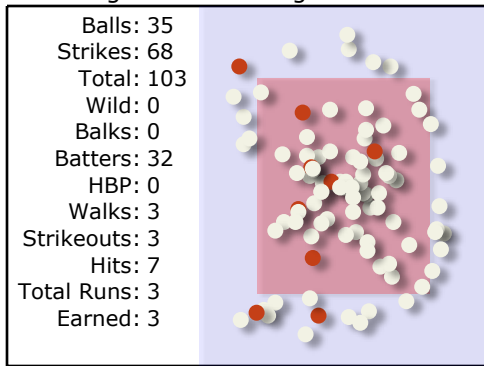 Balls: 35
Strikes: 68
Total: 103
Wild: 0
Balks: 0
Batters: 32
HBP: 0
Walks: 3
Strikeouts: 3
Hits: 7
Total Runs: 3
Earned: 3